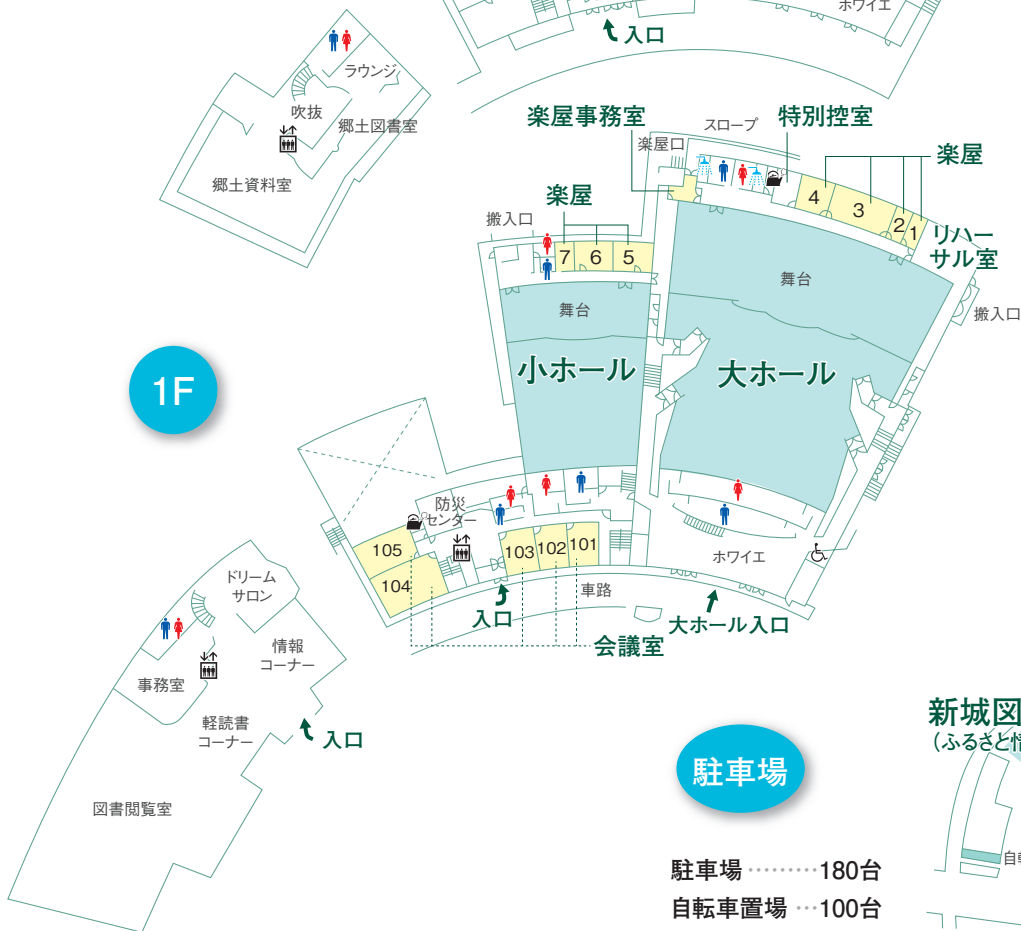 ホワイエ
入口
ラウンジ
吹抜
郷土図書室
郷土資料室
楽屋事務室
スロープ
特別控室
楽屋口
楽屋
4
3
2
1
リハー
サル室
搬入口
楽屋
搬入口
7
6
5
舞台
舞台
小ホール
大ホール
1F
防災
センター
105
104
103
102
101
ホワイエ
車路
入口
大ホール入口
会議室
ドリーム
サロン
情報
コーナー
事務室
軽読書
コーナー
入口
図書閲覧室
駐車場
駐車場………180台
自転車置場…100台
新城図
(ふるさと情
自転